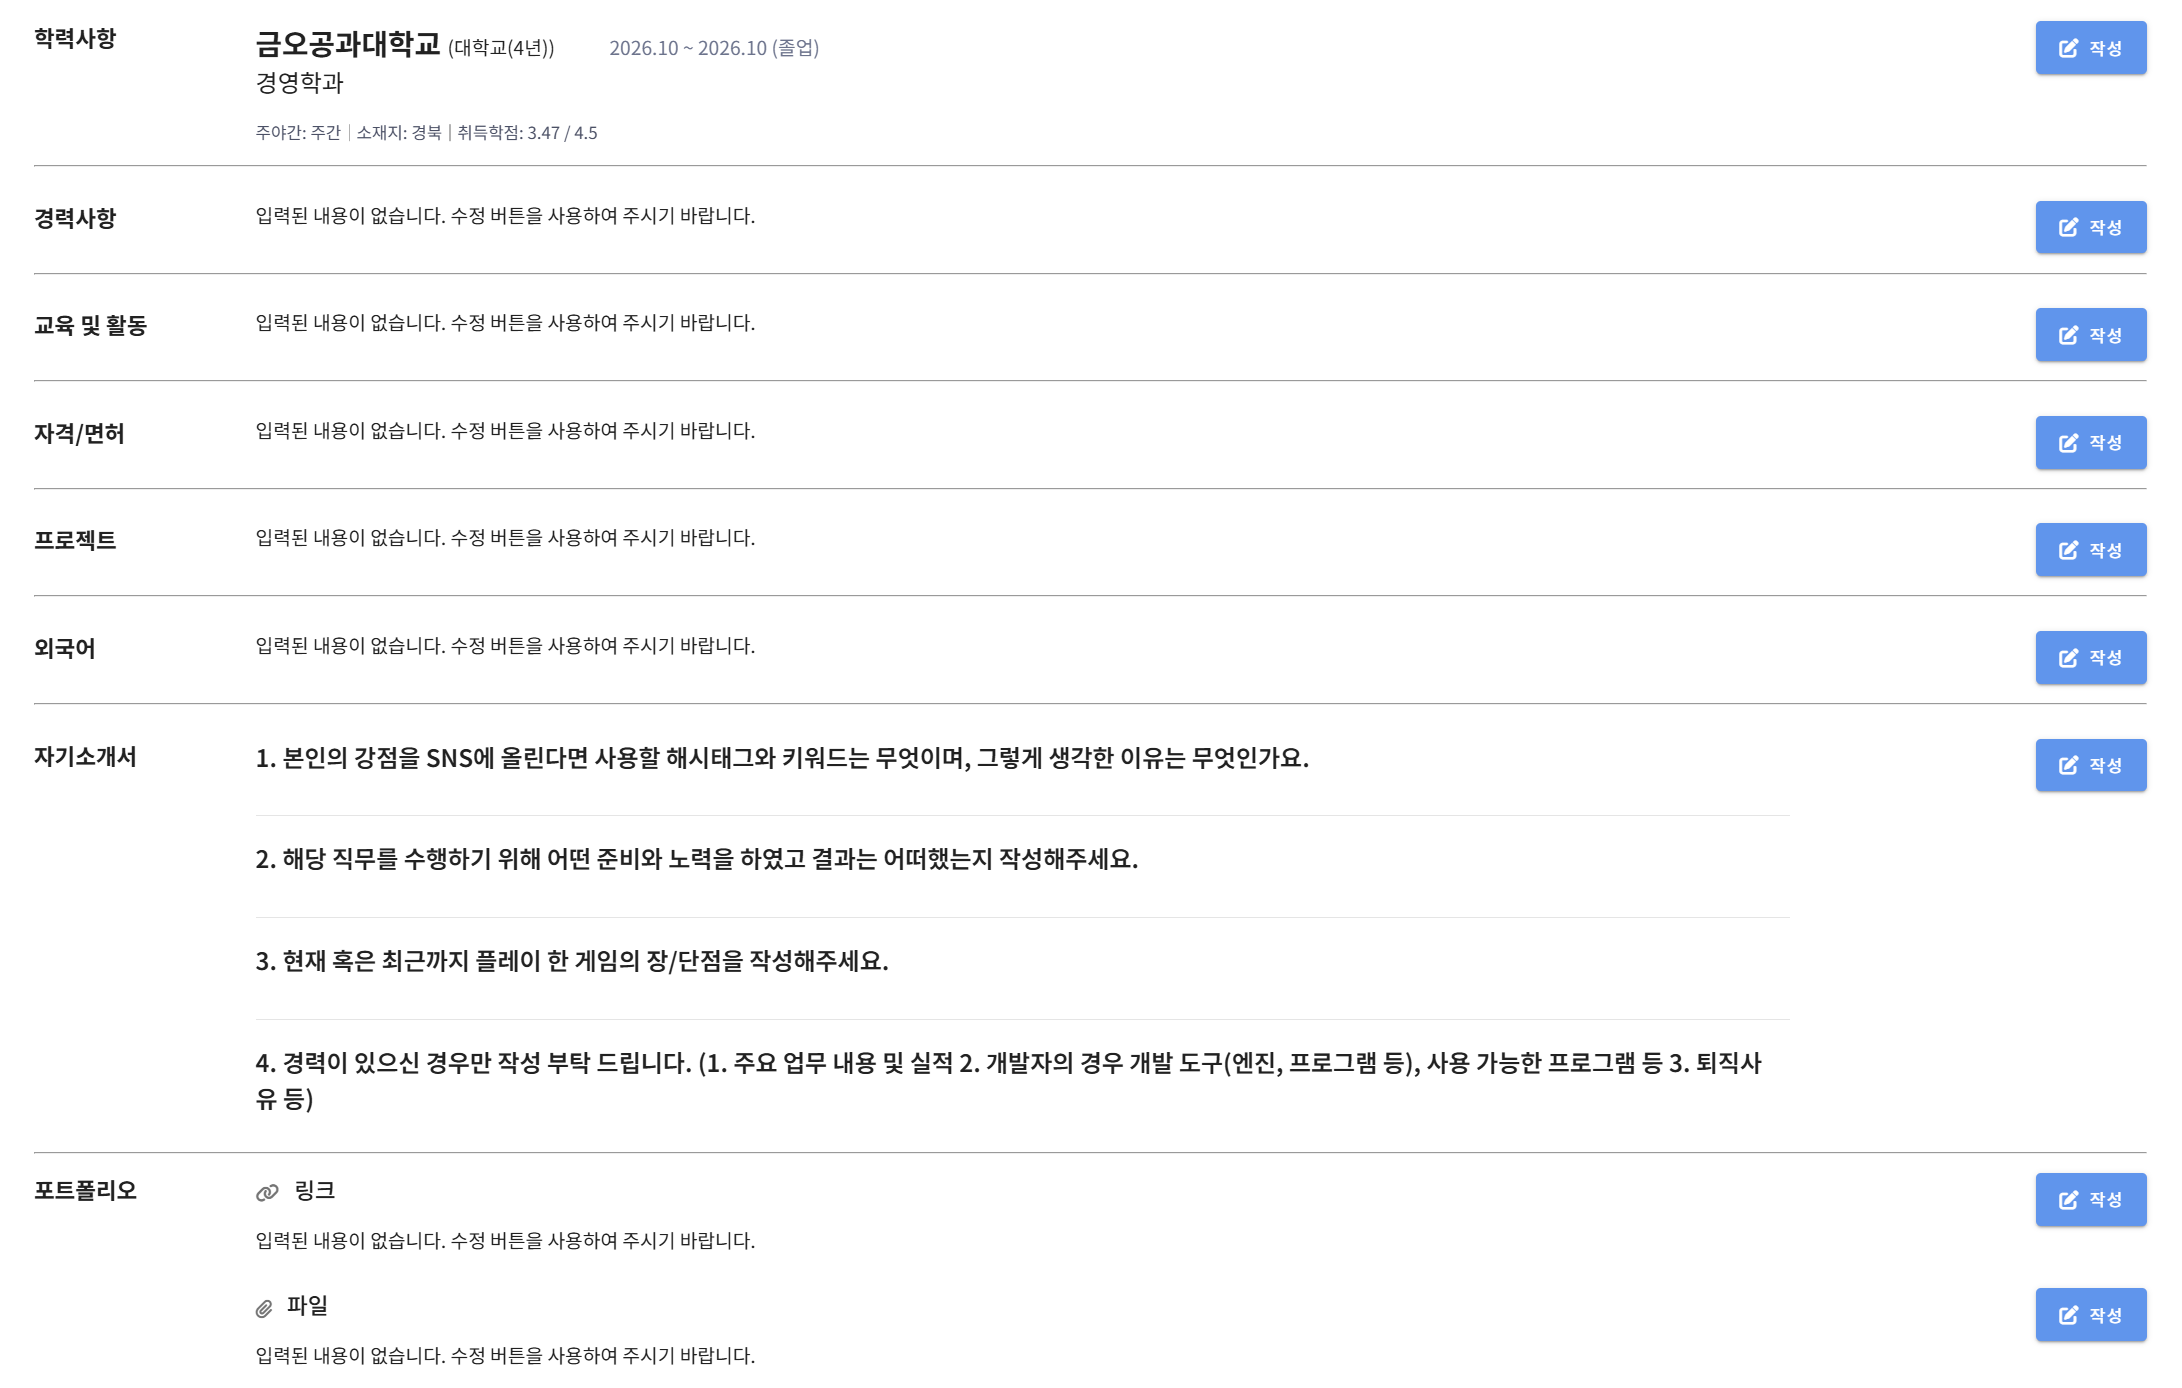 학력사항
금오공과대학교 (대학교(4년)) 2026.10 ~ 2026.10 (졸업)
작성
경영학과
주야간: 주간 | 소재지: 경북 | 취득학점: 3.47 / 4.5
경력사항
입력된 내용이 없습니다. 수정 버튼을 사용하여 주시기 바랍니다.
작성
교육 및 활동
입력된 내용이 없습니다. 수정 버튼을 사용하여 주시기 바랍니다.
작성
자격/면허
입력된 내용이 없습니다. 수정 버튼을 사용하여 주시기 바랍니다.
작성
프로젝트
입력된 내용이 없습니다. 수정 버튼을 사용하여 주시기 바랍니다.
작성
외국어
입력된 내용이 없습니다. 수정 버튼을 사용하여 주시기 바랍니다.
작성
자기소개서
1. 본인의 강점을 SNS에 올린다면 사용할 해시태그와 키워드는 무엇이며, 그렇게 생각한 이유는 무엇인가요.
작성
2. 해당 직무를 수행하기 위해 어떤 준비와 노력을 하였고 결과는 어떠했는지 작성해주세요.
3. 현재 혹은 최근까지 플레이 한 게임의 장/단점을 작성해주세요.
4. 경력이 있으신 경우만 작성 부탁 드립니다. (1. 주요 업무 내용 및 실적 2. 개발자의 경우 개발 도구(엔진, 프로그램 등), 사용 가능한 프로그램 등 3. 퇴직사
유 등)
포트폴리오
링크
작성
입력된 내용이 없습니다. 수정 버튼을 사용하여 주시기 바랍니다.
파일
작성
입력된 내용이 없습니다. 수정 버튼을 사용하여 주시기 바랍니다.